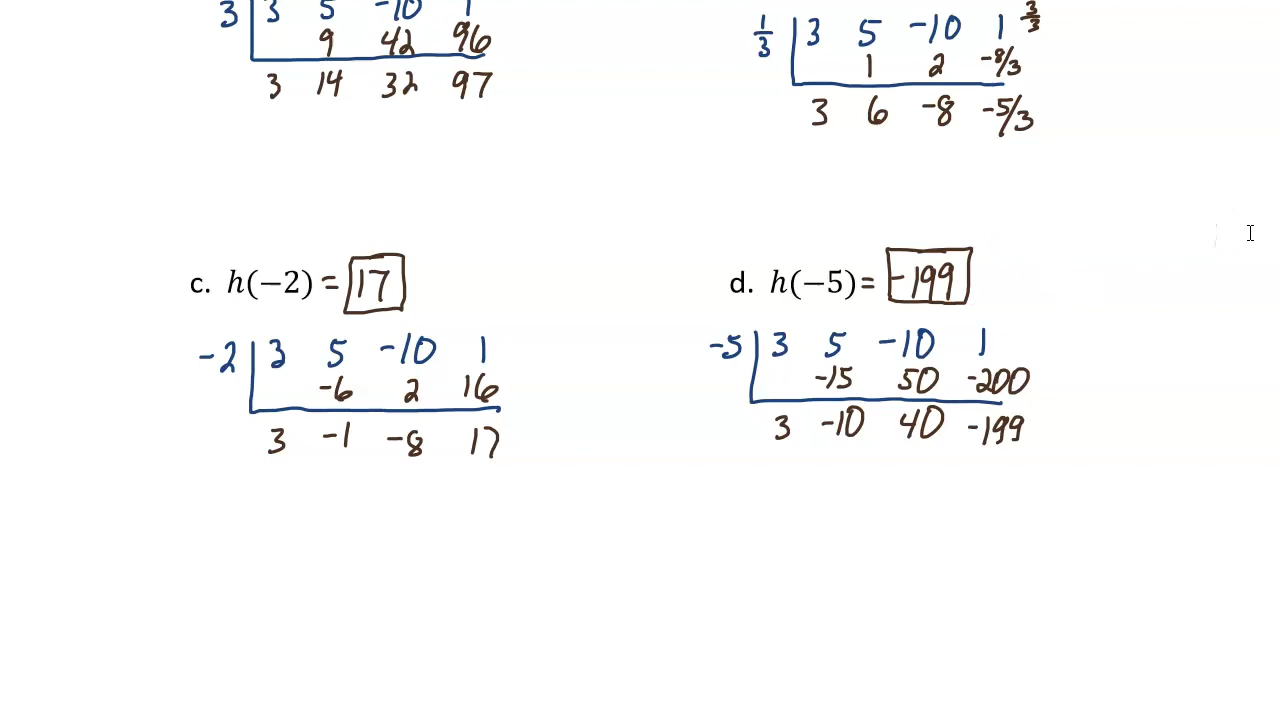 3 | 3 5 -10 1
9 42 96
3 14 32 97
1/3 | 3 5 -10 1 3/3
1 2 -8/3
3 6 -8 -5/3
c. h(−2) = 17
-2 | 3 5 -10 1
-6 2 16
3 -1 -8 17
d. h(−5) = -199
-5 | 3 5 -10 1
-15 50 -200
3 -10 40 -199